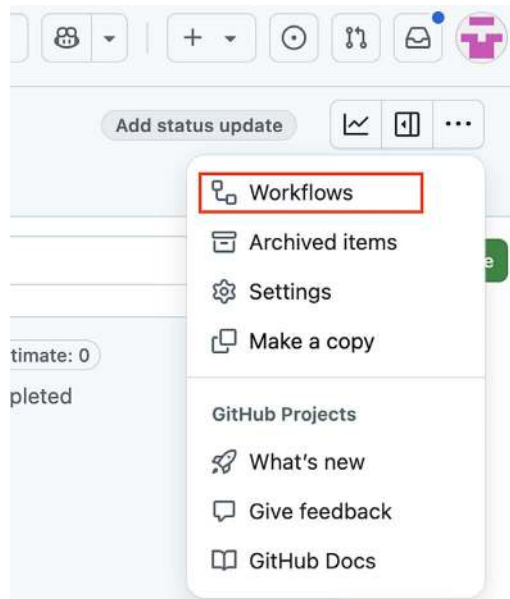 Add status update
Workflows
Archived items
Settings
timate: 0
Make a copy
pleted
GitHub Projects
What's new
Give feedback
GitHub Docs